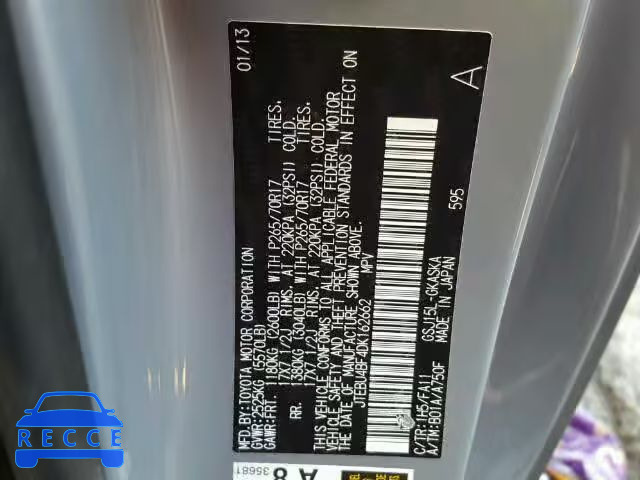 MFD.BY:TOYOTA MOTOR CORPORATION 01/13
GVWR:2525KG (5570LB)
GAWR:FRT. 1180KG (2600LB) WITH P265/70R17 TIRES,
17X7 1/2J RIMS, AT 220KPA (32PSI) COLD.
RR. 1380KG (3040LB) WITH P265/70R17 TIRES,
17X7 1/2J RIMS, AT 220KPA (32PSI) COLD.
THIS VEHICLE CONFORMS TO ALL APPLICABLE FEDERAL MOTOR
VEHICLE SAFETY AND THEFT PREVENTION STANDARDS IN EFFECT ON
THE DATE OF MANUFACTURE SHOWN ABOVE.
JTEBU4BF4DK162662 MPV
A
595
C/TR:1H5/FA11 GSJ15L-GKASKA
A/TM:B01A/A750F MADE IN JAPAN
35681
A 8
CARSCECZ